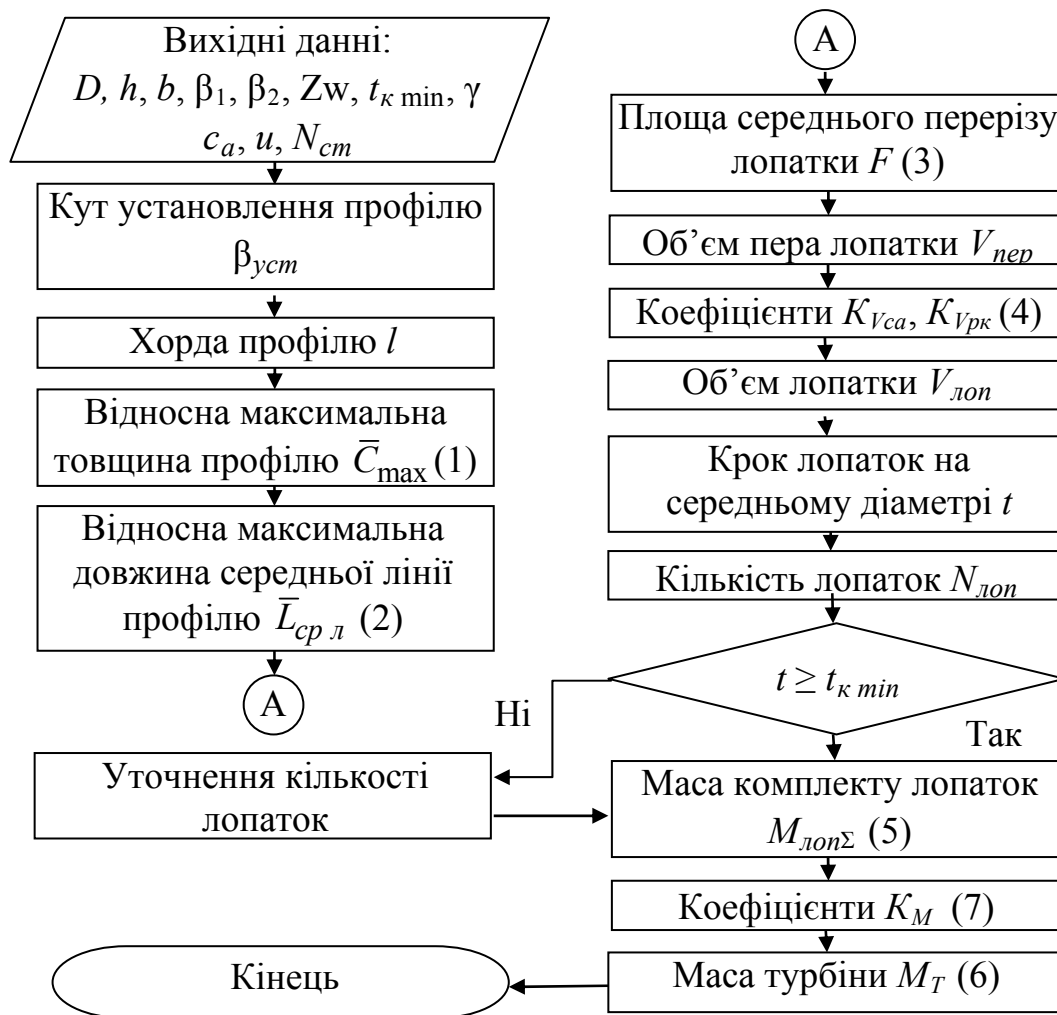 Вихідні данні:
D, h, b, β₁, β₂, Zw, tк min, γ
cₐ, u, Nст
Кут установлення профілю
βуст
Хорда профілю l
Відносна максимальна
товщина профілю C̅max (1)
Відносна максимальна
довжина середньої лінії
профілю L̅ср л (2)
А
Уточнення кількості
лопаток
Кінець
А
Площа середнього перерізу
лопатки F (3)
Об’єм пера лопатки Vпер
Коефіцієнти KVca, KVрк (4)
Об’єм лопатки Vлоп
Крок лопаток на
середньому діаметрі t
Кількість лопаток Nлоп
t ≥ tк min
Ні
Так
Маса комплекту лопаток
MлопΣ (5)
Коефіцієнти KM (7)
Маса турбіни MT (6)